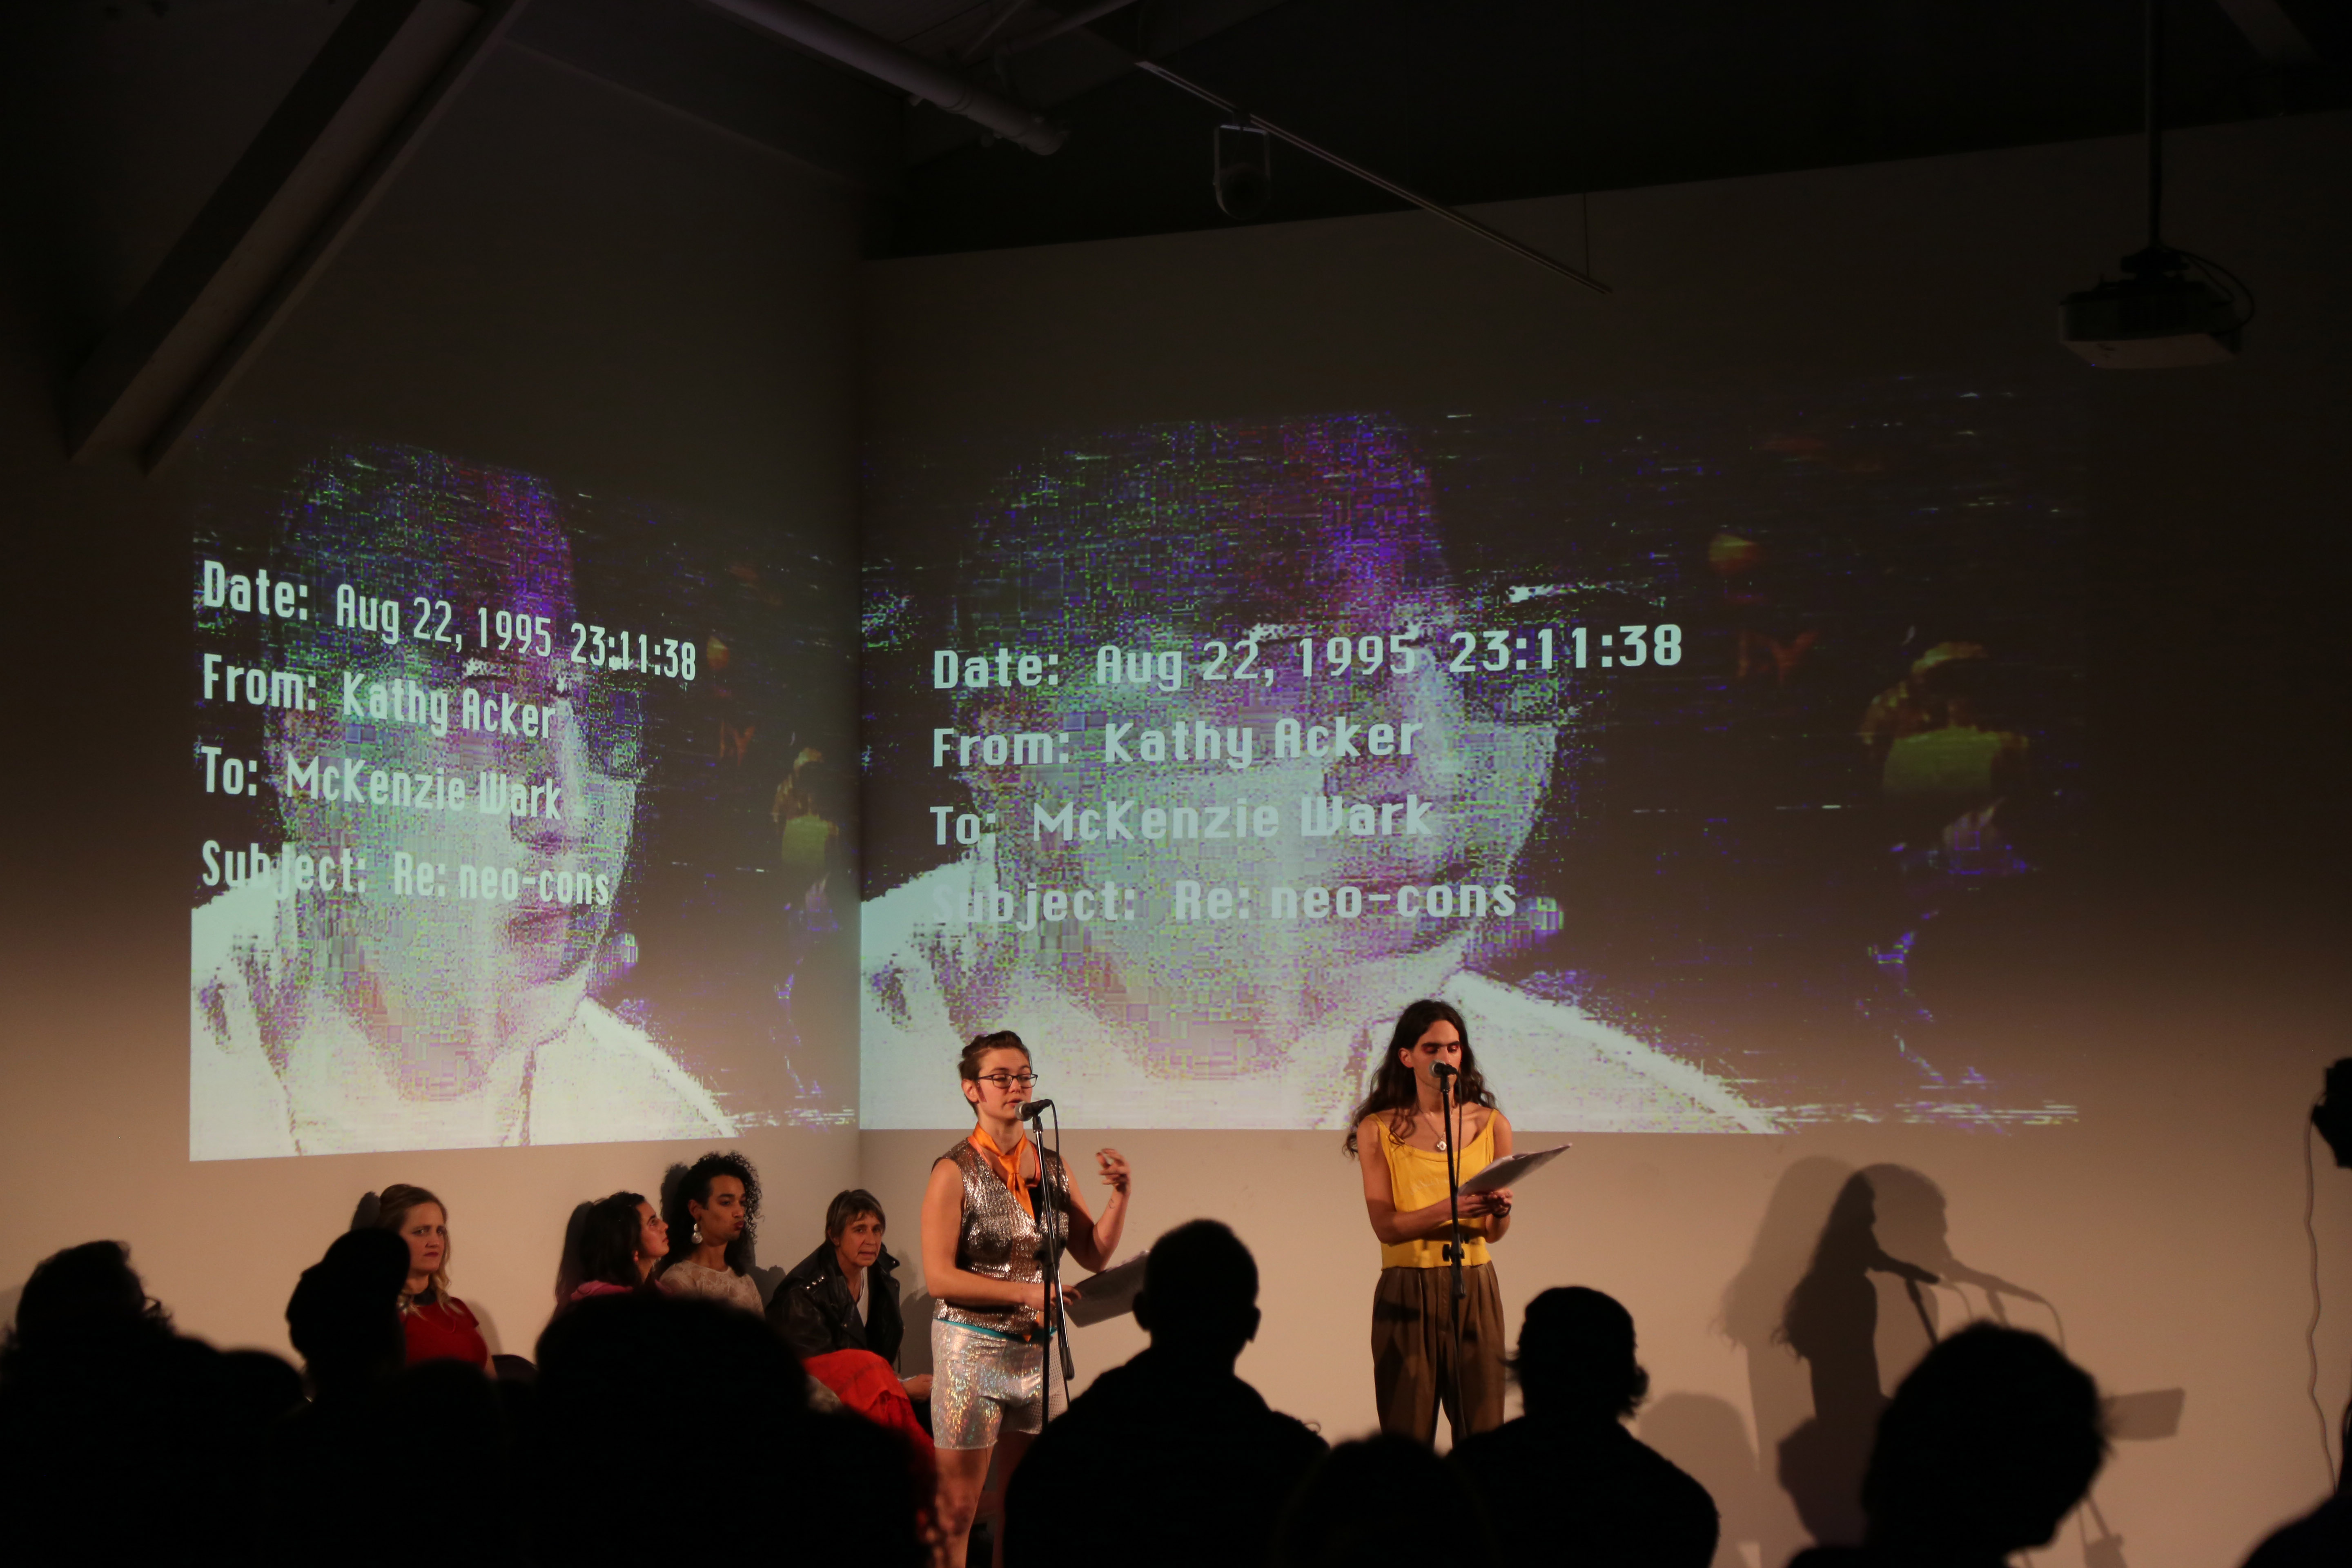 Date: Aug 22, 1995 23:11:38
From: Kathy Acker
To: McKenzie Wark
Subject: Re: neo-cons
Date: Aug 22, 1995 23:11:38
From: Kathy Acker
To: McKenzie Wark
Subject: Re: neo-cons